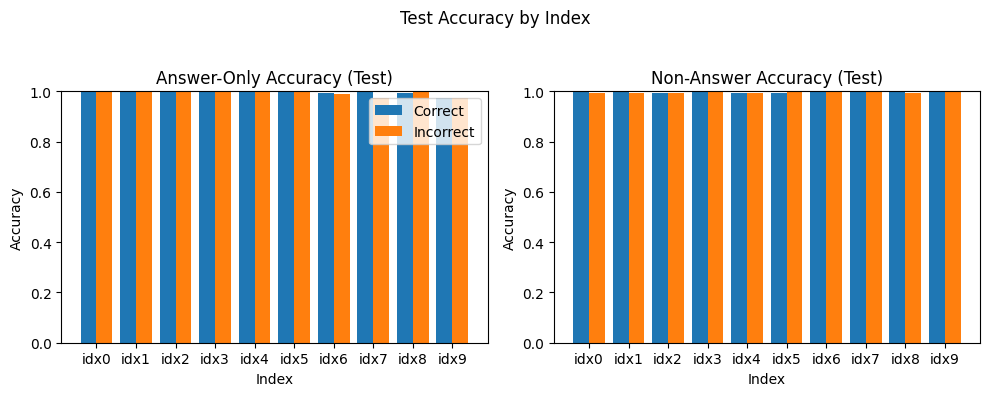 Test Accuracy by Index
Answer-Only Accuracy (Test)
Accuracy
1.0
0.8
0.6
0.4
0.2
0.0
Correct
Incorrect
idx0 idx1 idx2 idx3 idx4 idx5 idx6 idx7 idx8 idx9
Index
Non-Answer Accuracy (Test)
Accuracy
1.0
0.8
0.6
0.4
0.2
0.0
idx0 idx1 idx2 idx3 idx4 idx5 idx6 idx7 idx8 idx9
Index